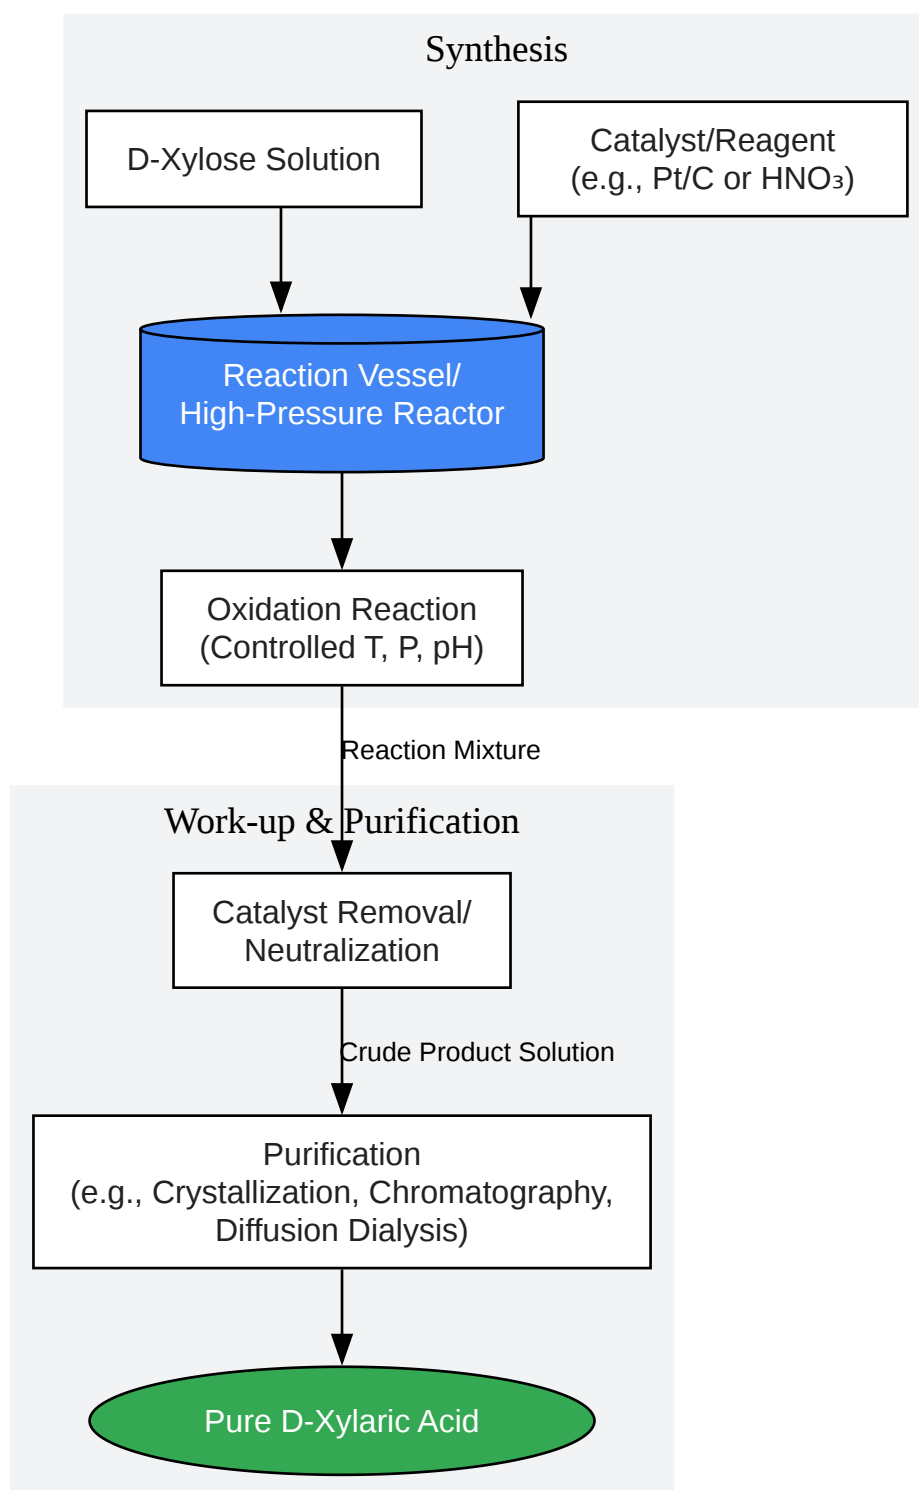 Synthesis
D-Xylose Solution
Catalyst/Reagent
(e.g., Pt/C or HNO₃)
Reaction Vessel/
High-Pressure Reactor
Oxidation Reaction
(Controlled T, P, pH)
Reaction Mixture
Work-up & Purification
Catalyst Removal/
Neutralization
Crude Product Solution
Purification
(e.g., Crystallization, Chromatography,
Diffusion Dialysis)
Pure D-Xylaric Acid